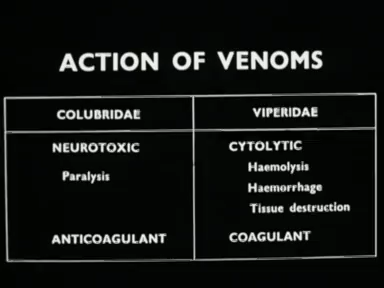 ACTION OF VENOMS
COLUBRIDAE VIPERIDAE
NEUROTOXIC CYTOLYTIC
Paralysis Haemolysis
Haemorrhage
Tissue destruction
ANTICOAGULANT COAGULANT